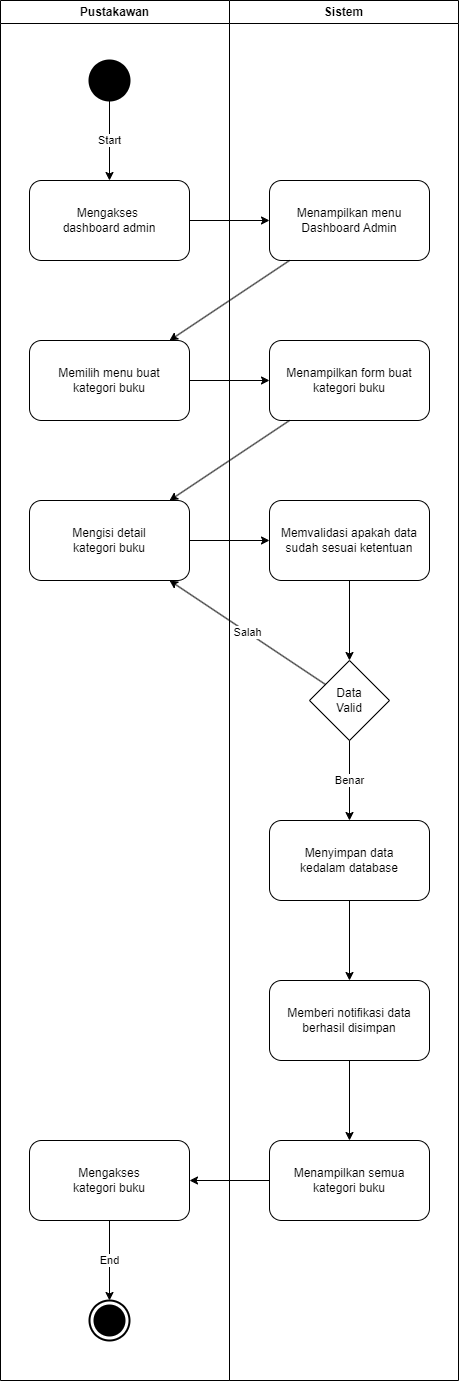 Pustakawan
Sistem
Start
Mengakses
dashboard admin
Menampilkan menu
Dashboard Admin
Memilih menu buat
kategori buku
Menampilkan form buat
kategori buku
Mengisi detail
kategori buku
Memvalidasi apakah data
sudah sesuai ketentuan
Salah
Data
Valid
Benar
Menyimpan data
kedalam database
Memberi notifikasi data
berhasil disimpan
Menampilkan semua
kategori buku
Mengakses
kategori buku
End